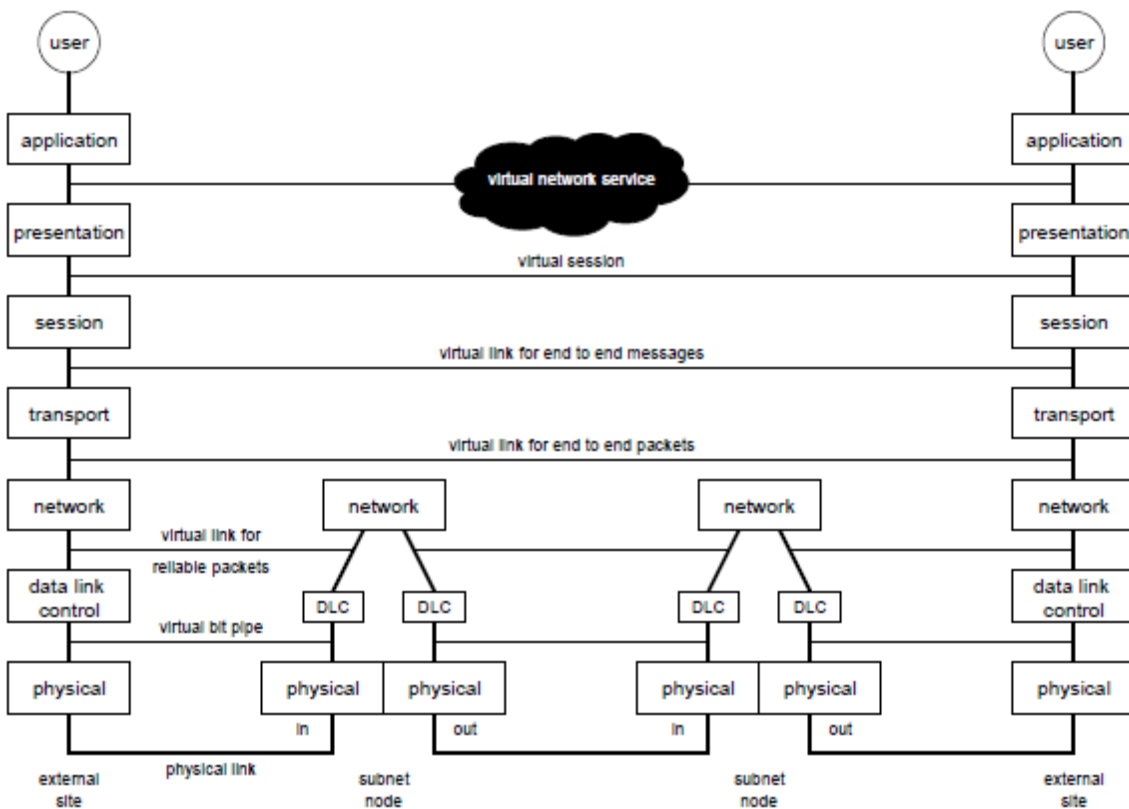 user
user
application
application
virtual network service
presentation
presentation
virtual session
session
session
virtual link for end to end messages
transport
transport
virtual link for end to end packets
network
network
network
network
virtual link for
reliable packets
data link
control
DLC
DLC
DLC
DLC
data link
control
virtual bit pipe
physical
physical
physical
physical
physical
physical
in
out
in
out
physical link
external
site
subnet
node
subnet
node
external
site